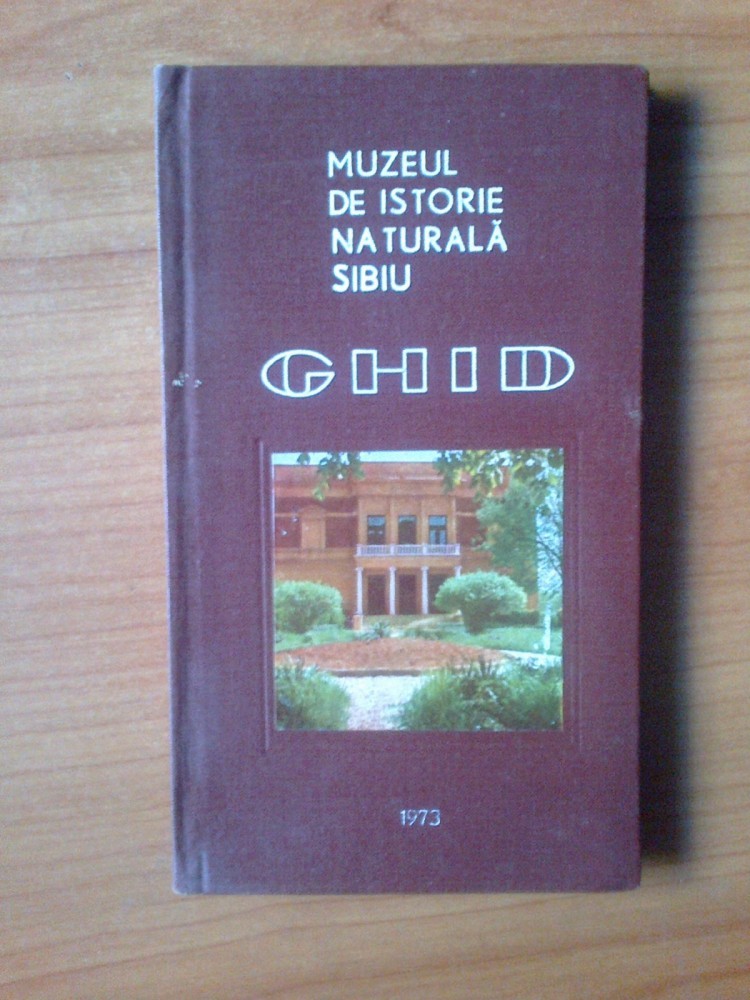 MUZEUL
DE ISTORIE
NATURALĂ
SIBIU
GHID
1973